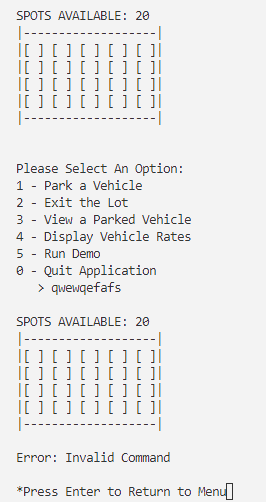 SPOTS AVAILABLE: 20
|-------------------|
|[ ] [ ] [ ] [ ] [ ]|
|[ ] [ ] [ ] [ ] [ ]|
|[ ] [ ] [ ] [ ] [ ]|
|[ ] [ ] [ ] [ ] [ ]|
|-------------------|
Please Select An Option:
1 - Park a Vehicle
2 - Exit the Lot
3 - View a Parked Vehicle
4 - Display Vehicle Rates
5 - Run Demo
0 - Quit Application
   > qwewqefafs
SPOTS AVAILABLE: 20
|-------------------|
|[ ] [ ] [ ] [ ] [ ]|
|[ ] [ ] [ ] [ ] [ ]|
|[ ] [ ] [ ] [ ] [ ]|
|[ ] [ ] [ ] [ ] [ ]|
|-------------------|
Error: Invalid Command
*Press Enter to Return to Menu